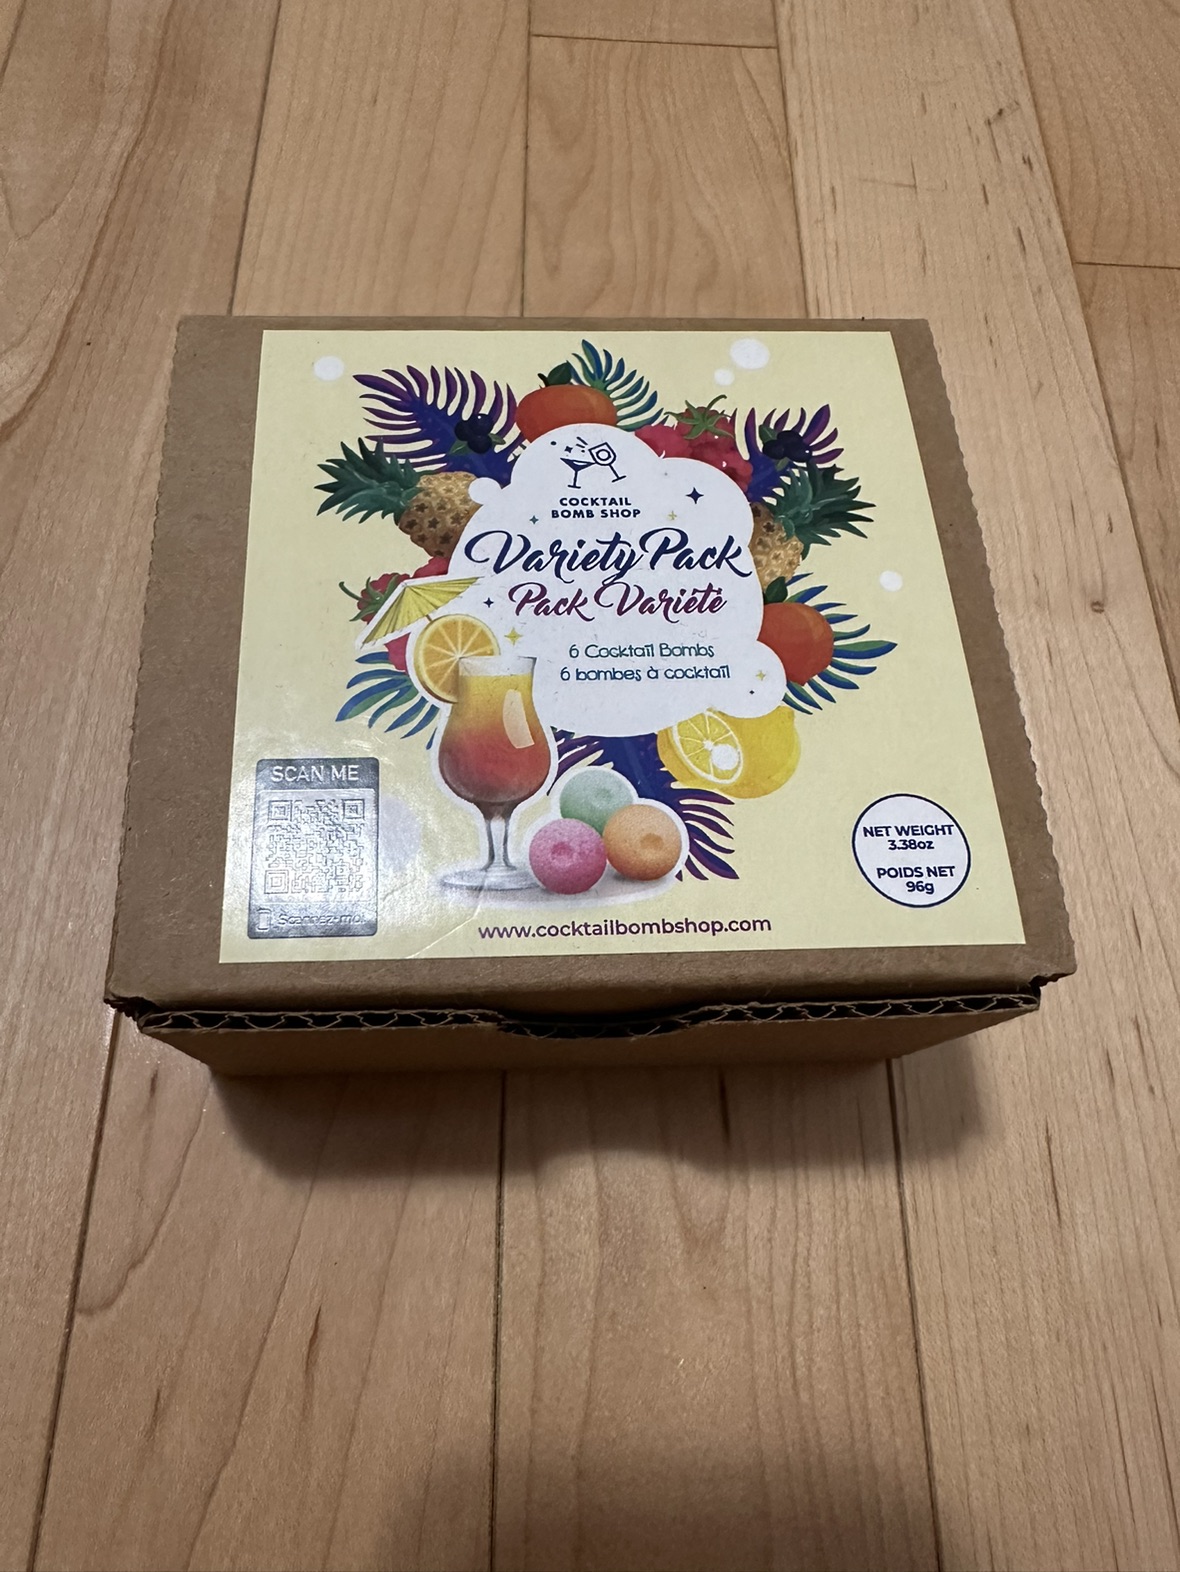 COCKTAIL
BOMB SHOP
Variety Pack
Pack Variété
6 Cocktail Bombs
6 bombes à cocktail
SCAN ME
Scannez-moi
NET WEIGHT
3.38oz
POIDS NET
96g
www.cocktailbombshop.com